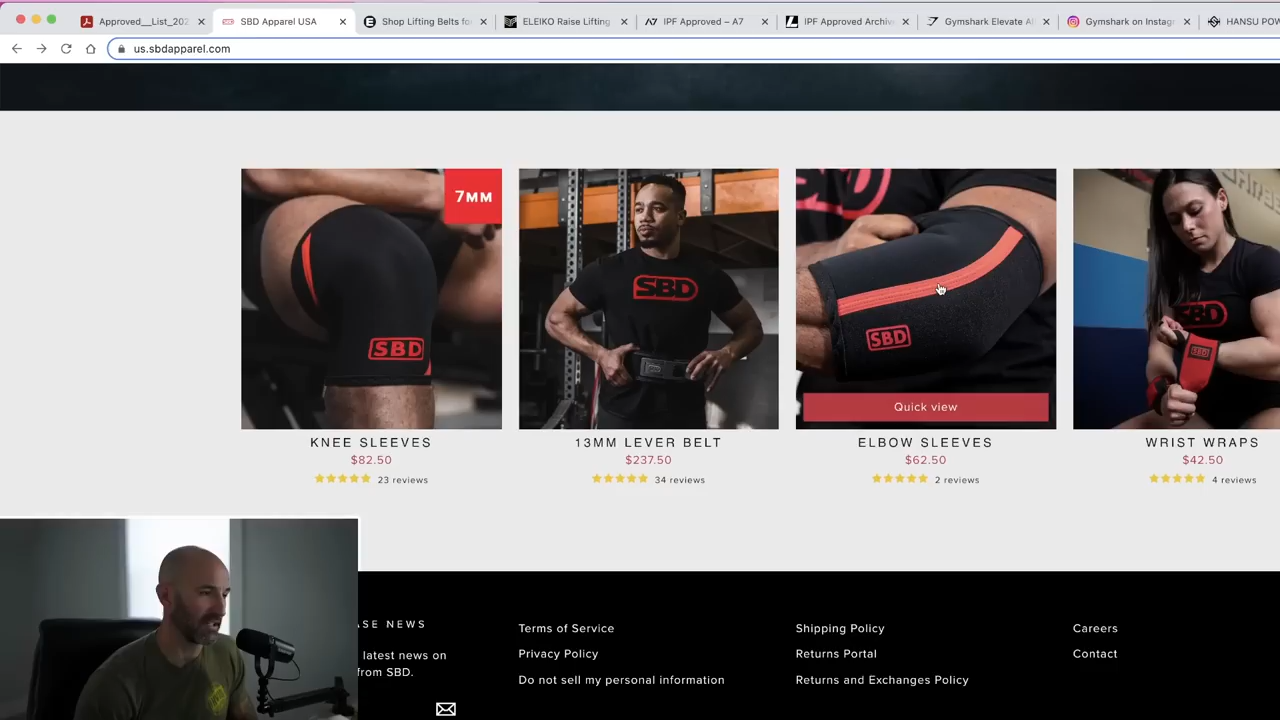 Approved__List_202
SBD Apparel USA
Shop Lifting Belts fo
ELEIKO Raise Lifting
IPF Approved – A7
IPF Approved Archiv
Gymshark Elevate Al
Gymshark on Instag
HANSU POW
us.sbdapparel.com
7MM
SBD
SBD
SBD
SBD
Quick view
KNEE SLEEVES
$82.50
23 reviews
13MM LEVER BELT
$237.50
34 reviews
ELBOW SLEEVES
$62.50
2 reviews
WRIST WRAPS
$42.50
4 reviews
ASE NEWS
latest news on
from SBD.
Terms of Service
Privacy Policy
Do not sell my personal information
Shipping Policy
Returns Portal
Returns and Exchanges Policy
Careers
Contact